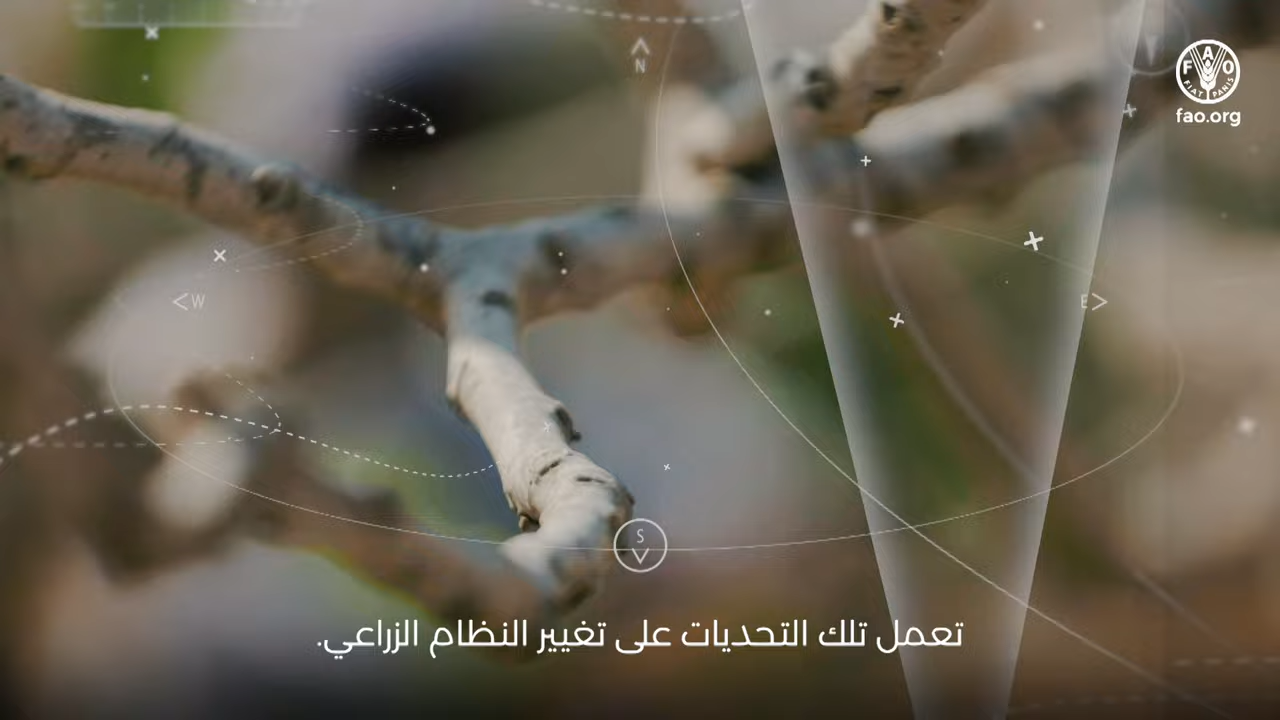 FAO
FIAT PANIS
fao.org
N
W
E
S
تعمل تلك التحديات على تغيير النظام الزراعي.